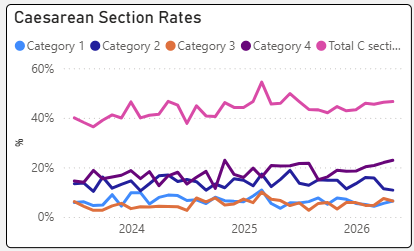 Caesarean Section Rates
Category 1 Category 2 Category 3 Category 4 Total C secti...
60%
40%
20%
0%
%
2024 2025 2026